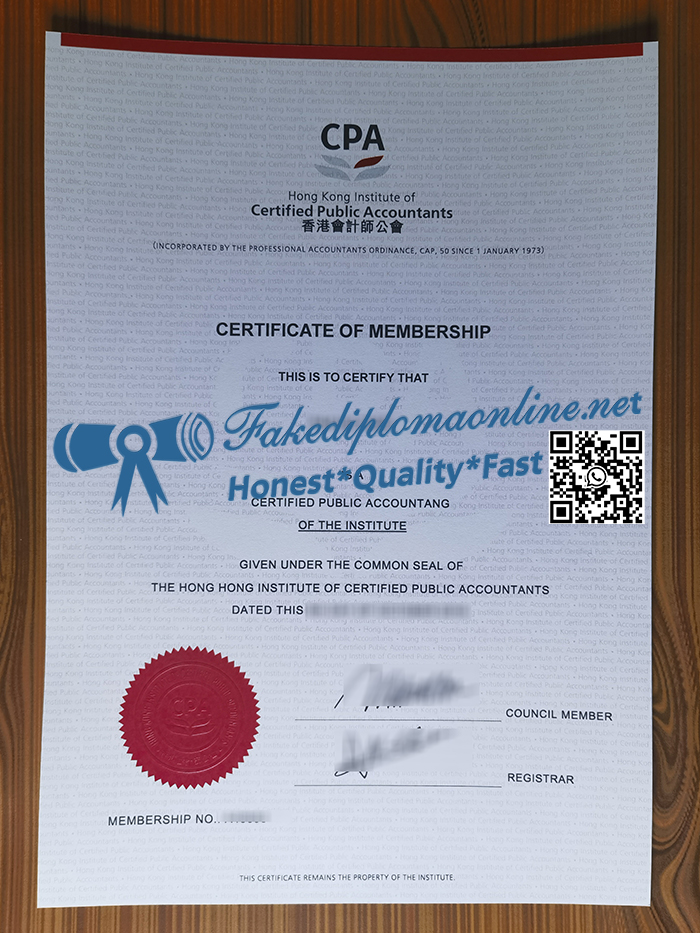 CPA
Hong Kong Institute of
Certified Public Accountants
香港會計師公會
(INCORPORATED BY THE PROFESSIONAL ACCOUNTANTS ORDINANCE, CAP, 50 SINCE 1 JANUARY 1973)
CERTIFICATE OF MEMBERSHIP
THIS IS TO CERTIFY THAT
Fakediplomaonline.net
Honest*Quality*Fast
CERTIFIED PUBLIC ACCOUNTANG
OF THE INSTITUTE
GIVEN UNDER THE COMMON SEAL OF
THE HONG HONG INSTITUTE OF CERTIFIED PUBLIC ACCOUNTANTS
DATED THIS
CPA
COUNCIL MEMBER
REGISTRAR
MEMBERSHIP NO..
THIS CERTIFICATE REMAINS THE PROPERTY OF THE INSTITUTE.